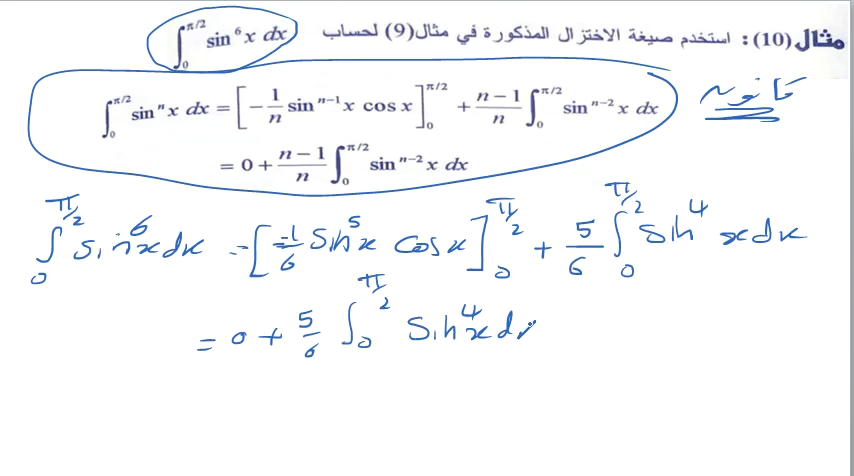 مثال(10): استخدم صيغة الاختزال المذكورة في مثال(9) لحساب ∫₀^{π/2} sin⁶x dx
∫₀^{π/2} sinⁿx dx = [-1/n sinⁿ⁻¹x cos x]₀^{π/2} + (n-1)/n ∫₀^{π/2} sinⁿ⁻²x dx
قانون
= 0 + (n-1)/n ∫₀^{π/2} sinⁿ⁻²x dx
∫₀^{π/2} sin⁶x dx = [-1/6 sin⁵x cos x]₀^{π/2} + 5/6 ∫₀^{π/2} sin⁴x dx
= 0 + 5/6 ∫₀^{π/2} sin⁴x dx